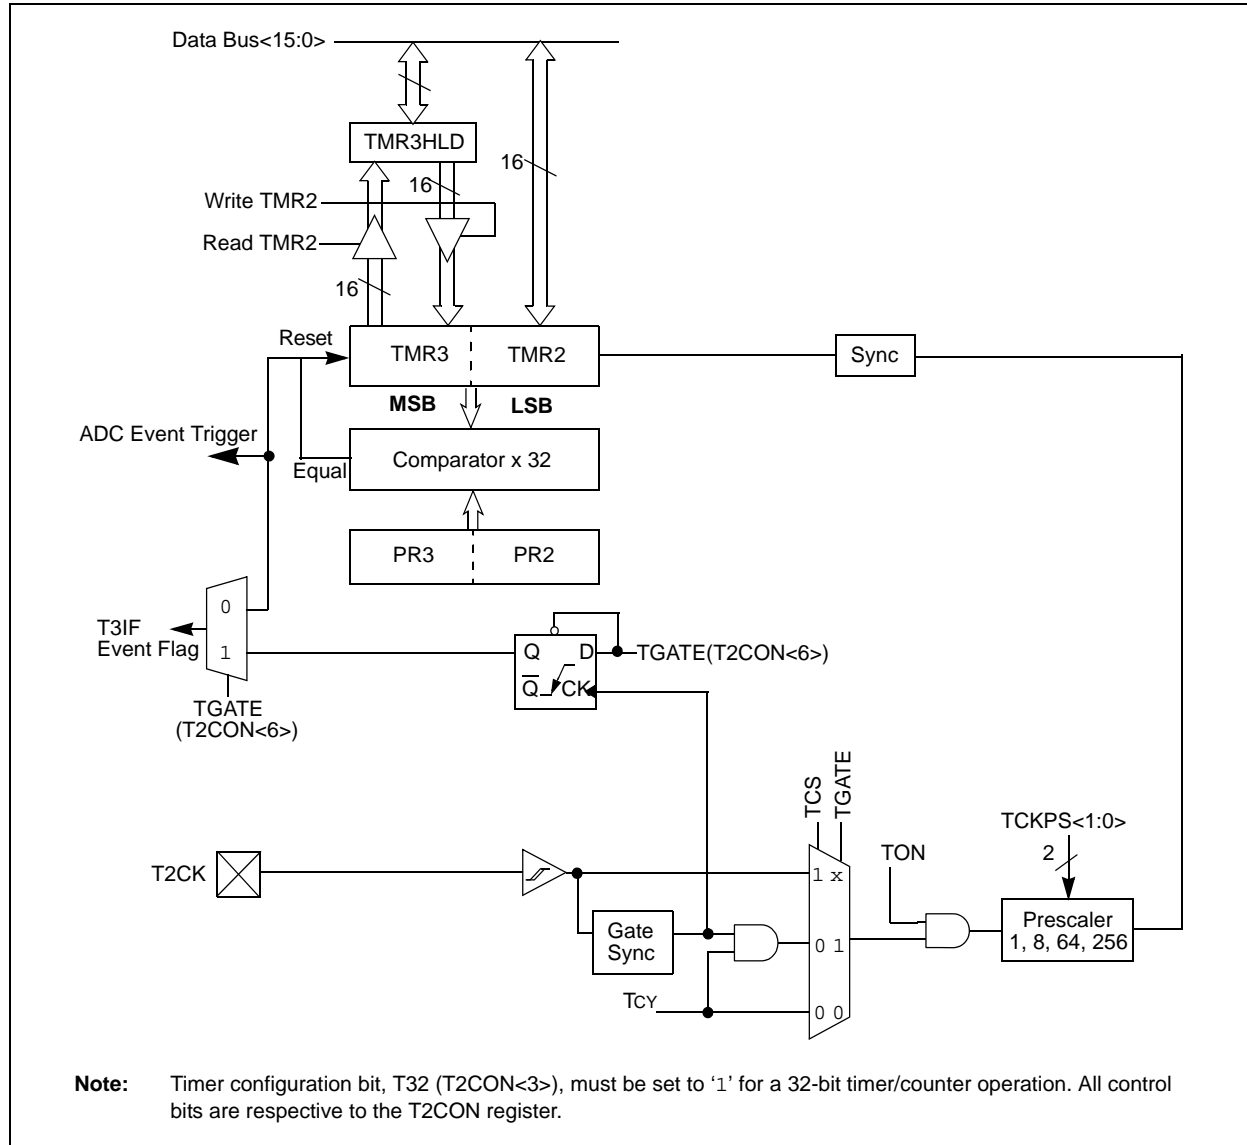 Data Bus<15:0>
TMR3HLD
16
16
Write TMR2
Read TMR2
16
Reset
TMR3
TMR2
Sync
MSB
LSB
ADC Event Trigger
Equal
Comparator x 32
PR3
PR2
0
T3IF
Event Flag
1
Q
D
TGATE(T2CON<6>)
Q
CK
TGATE
(T2CON<6>)
TCS
TGATE
TCKPS<1:0>
2
TON
T2CK
1 x
Gate
Sync
0 1
Prescaler
1, 8, 64, 256
TCY
0 0
Note: Timer configuration bit, T32 (T2CON<3>), must be set to ‘1’ for a 32-bit timer/counter operation. All control
bits are respective to the T2CON register.